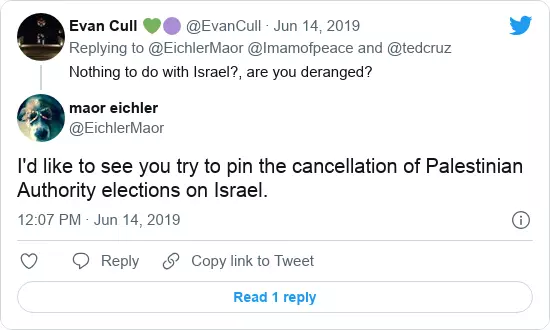 Evan Cull 💚🟣 @EvanCull · Jun 14, 2019
Replying to @EichlerMaor @Imamofpeace and @tedcruz
Nothing to do with Israel?, are you deranged?
maor eichler
@EichlerMaor
I'd like to see you try to pin the cancellation of Palestinian
Authority elections on Israel.
12:07 PM · Jun 14, 2019
Reply Copy link to Tweet
Read 1 reply